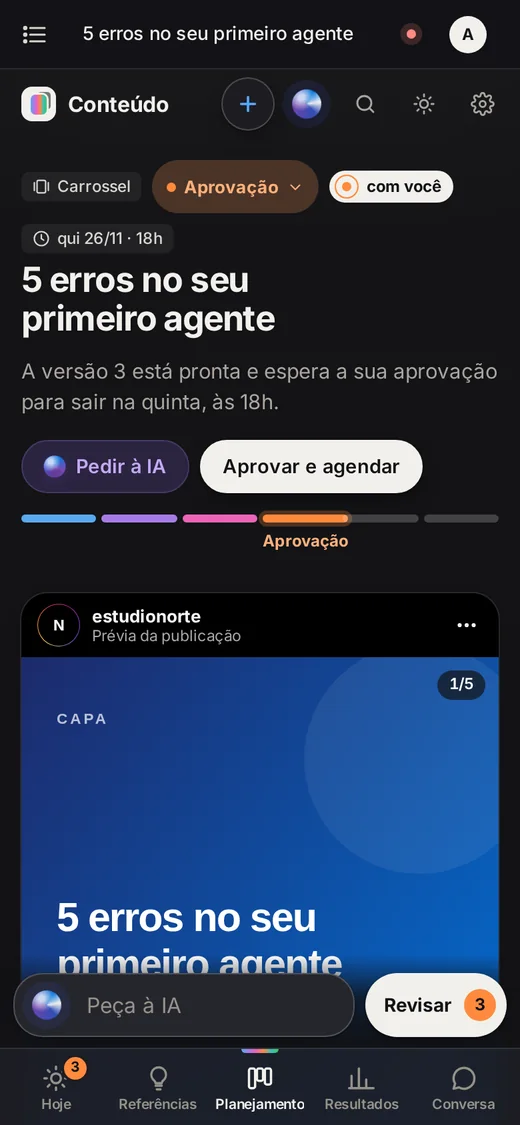 5 erros no seu primeiro agente
A
Conteúdo
Carrossel
Aprovação
com você
qui 26/11 · 18h
5 erros no seu
primeiro agente
A versão 3 está pronta e espera a sua aprovação
para sair na quinta, às 18h.
Pedir à IA
Aprovar e agendar
Aprovação
N
estudionorte
Prévia da publicação
1/5
CAPA
5 erros no seu
primeiro agente
Peça à IA
Revisar
3
3
Hoje
Referências
Planejamento
Resultados
Conversa